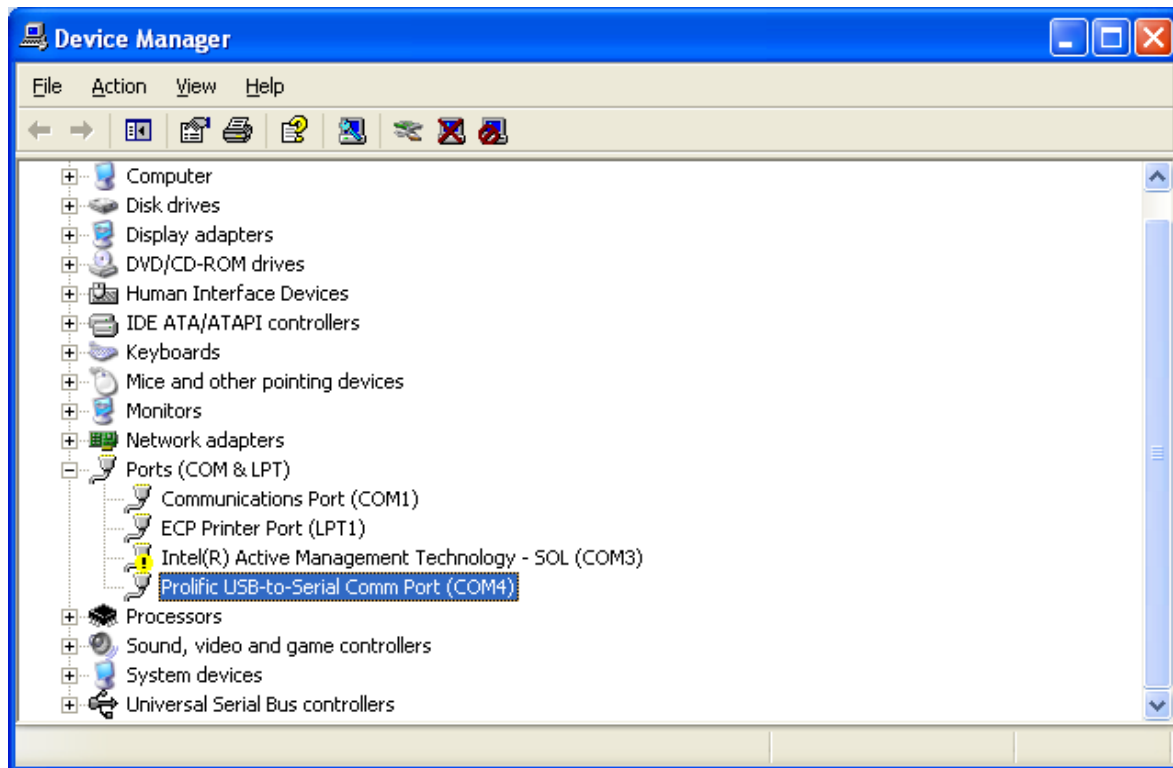 Device Manager
File Action View Help
Computer
Disk drives
Display adapters
DVD/CD-ROM drives
Human Interface Devices
IDE ATA/ATAPI controllers
Keyboards
Mice and other pointing devices
Monitors
Network adapters
Ports (COM & LPT)
Communications Port (COM1)
ECP Printer Port (LPT1)
Intel(R) Active Management Technology - SOL (COM3)
Prolific USB-to-Serial Comm Port (COM4)
Processors
Sound, video and game controllers
System devices
Universal Serial Bus controllers